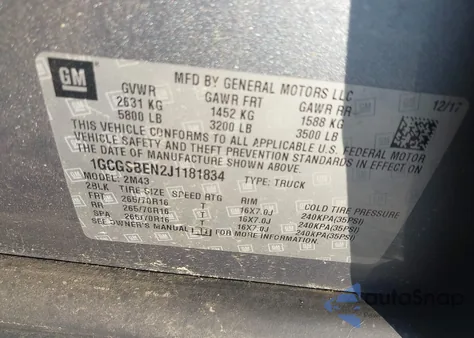 GM
MFD BY GENERAL MOTORS LLC 12/17
GVWR GAWR FRT GAWR RR
2631 KG 1452 KG 1588 KG
5800 LB 3200 LB 3500 LB
THIS VEHICLE CONFORMS TO ALL APPLICABLE U.S. FEDERAL MOTOR
VEHICLE SAFETY AND THEFT PREVENTION STANDARDS IN EFFECT ON
THE DATE OF MANUFACTURE SHOWN ABOVE.
1GCGSBEN2J1181834 TYPE: TRUCK
MODEL: 2M43
2BLK TIRE SIZE SPEED RTG RIM COLD TIRE PRESSURE
FRT 265/70R16 T 16X7.0J 240KPA(35PSI)
RR 265/70R16 T 16X7.0J 240KPA(35PSI)
SPA 265/70R16 T 16X7.0J 240KPA(35PSI)
SEE OWNER'S MANUAL FOR MORE INFORMATION.
autoSnap